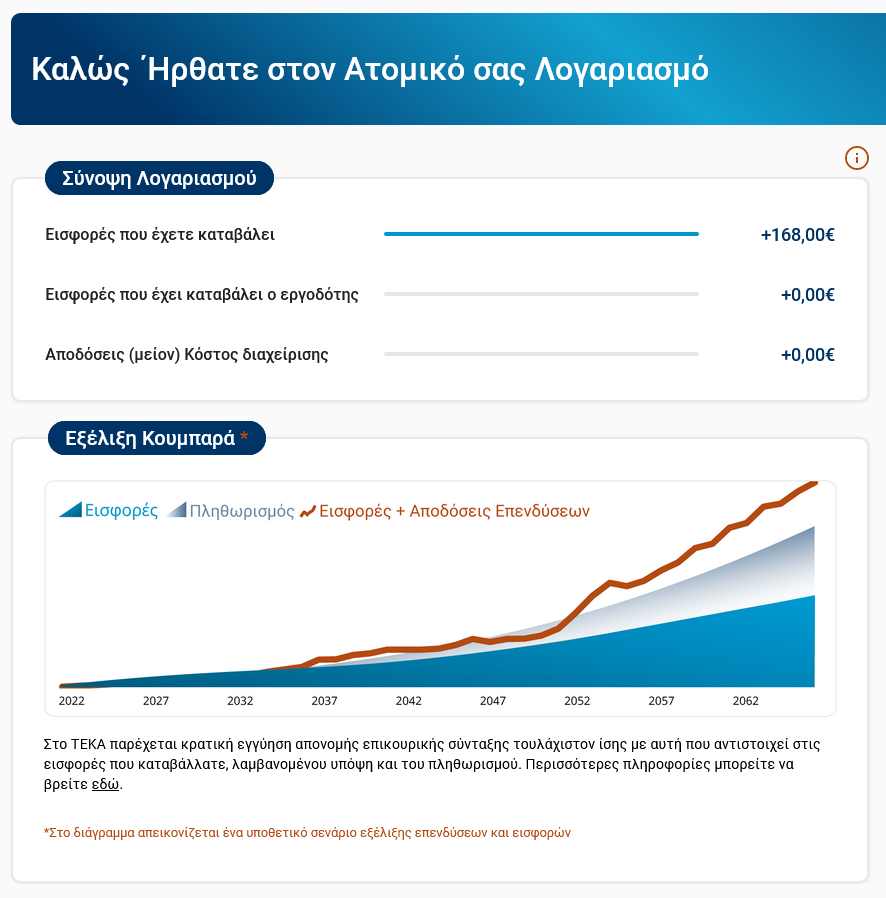 Καλώς Ήρθατε στον Ατομικό σας Λογαριασμό
Σύνοψη Λογαριασμού
Εισφορές που έχετε καταβάλει +168,00€
Εισφορές που έχει καταβάλει ο εργοδότης +0,00€
Αποδόσεις (μείον) Κόστος διαχείρισης +0,00€
Εξέλιξη Κουμπαρά *
Εισφορές Πληθωρισμός Εισφορές + Αποδόσεις Επενδύσεων
2022 2027 2032 2037 2042 2047 2052 2057 2062
Στο ΤΕΚΑ παρέχεται κρατική εγγύηση απονομής επικουρικής σύνταξης τουλάχιστον ίσης με αυτή που αντιστοιχεί στις
εισφορές που καταβάλλατε, λαμβανομένου υπόψη και του πληθωρισμού. Περισσότερες πληροφορίες μπορείτε να
βρείτε εδώ.
*Στο διάγραμμα απεικονίζεται ένα υποθετικό σενάριο εξέλιξης επενδύσεων και εισφορών